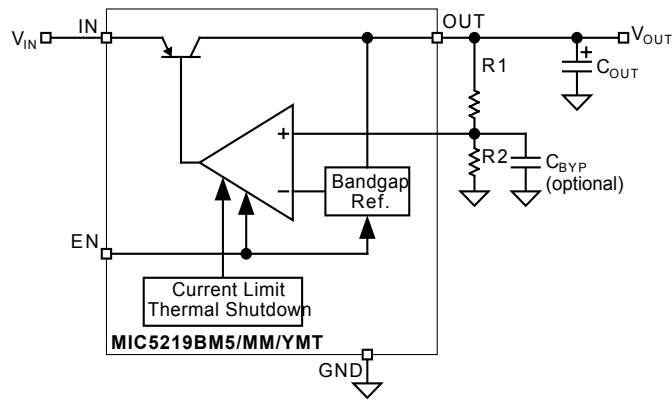 IN
OUT
VIN
VOUT
R1
COUT
+
R2
CBYP
(optional)
−
Bandgap
Ref.
EN
Current Limit
Thermal Shutdown
MIC5219BM5/MM/YMT
GND
+